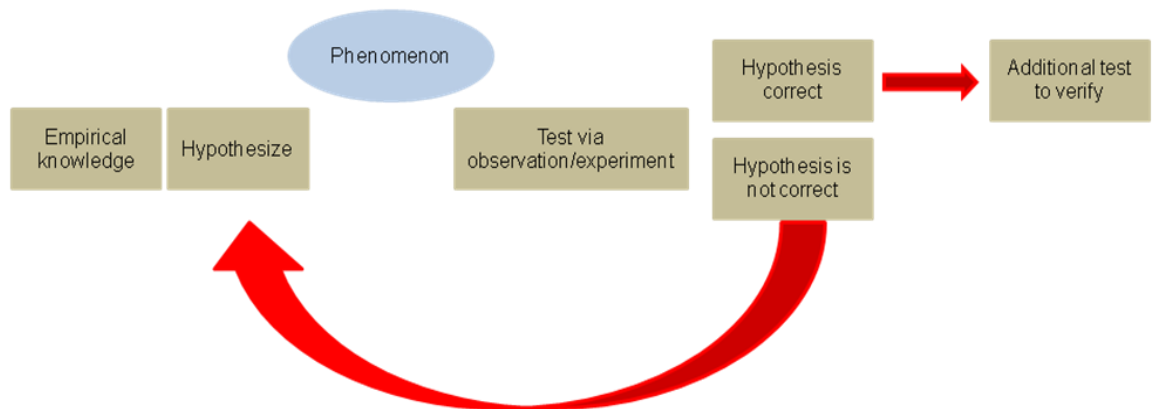 Phenomenon
Empirical
knowledge
Hypothesize
Test via
observation/experiment
Hypothesis
correct
Hypothesis is
not correct
Additional test
to verify